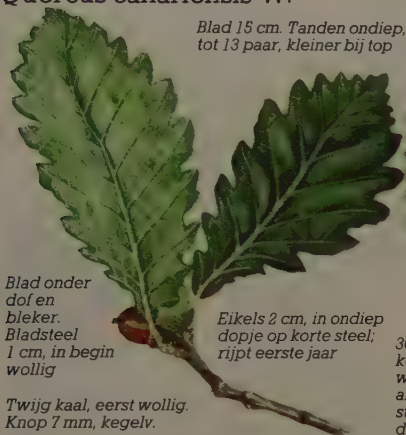 Quercus canariensis W.
Blad 15 cm. Tanden ondiep,
tot 13 paar, kleiner bij top
Blad onder
dof en
bleker.
Bladsteel
1 cm, in begin
wollig
Eikels 2 cm, in ondiep
dopje op korte steel;
rijpt eerste jaar
Twijg kaal, eerst wollig.
Knop 7 mm, kegelv.